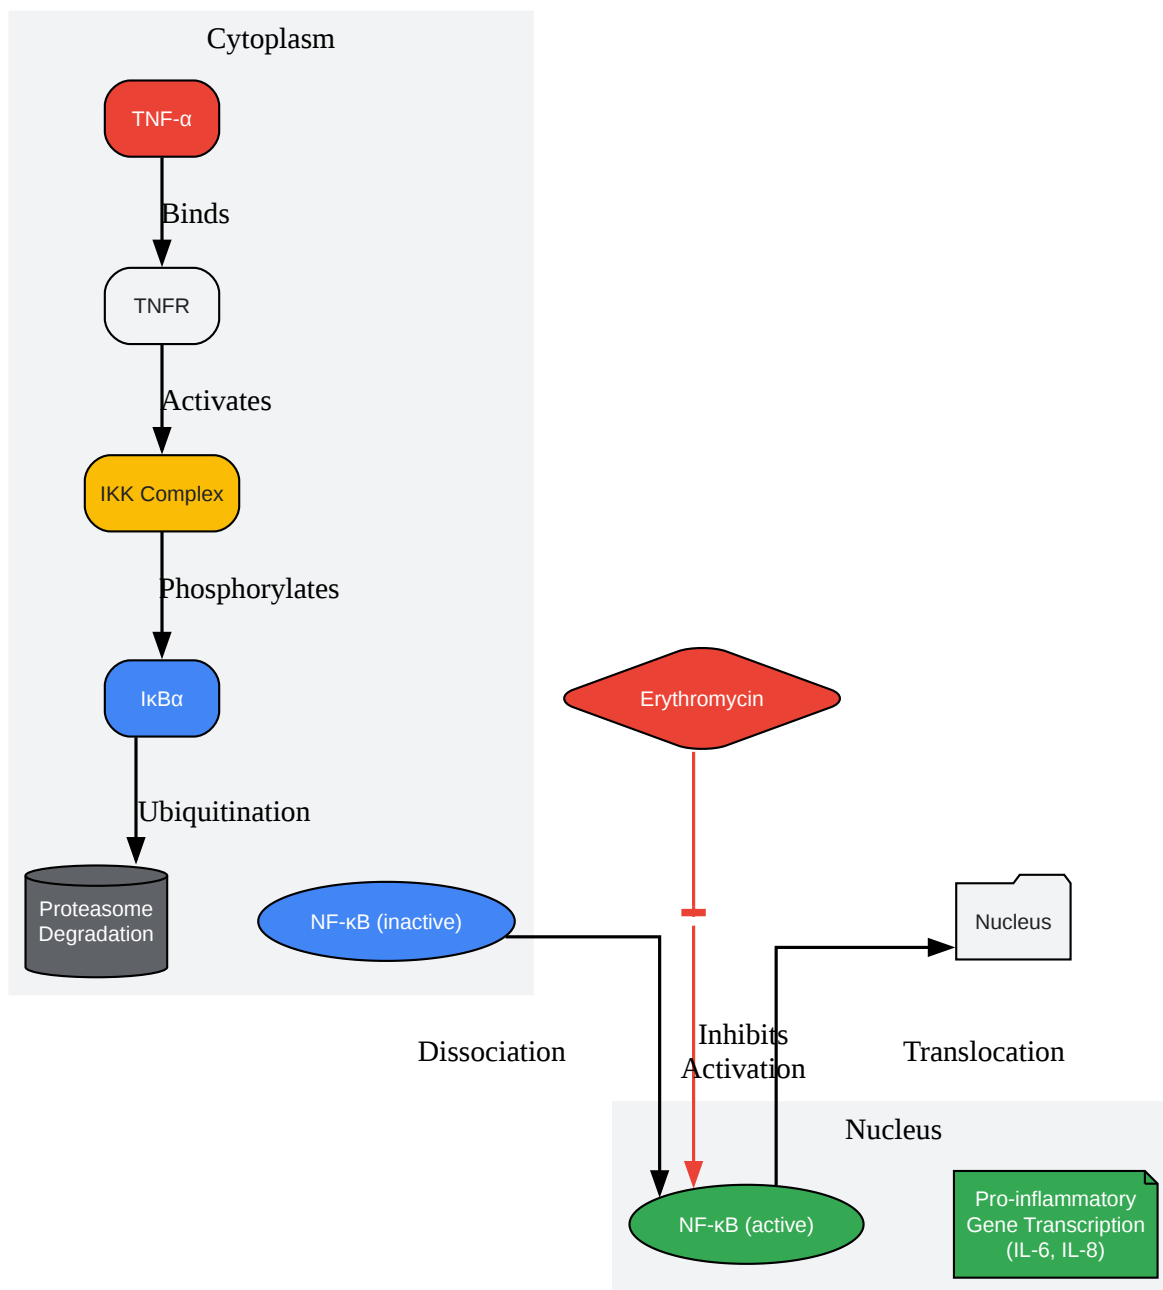 Cytoplasm
TNF-α
Binds
TNFR
Activates
IKK Complex
Phosphorylates
IκBα
Erythromycin
Ubiquitination
Proteasome
Degradation
NF-κB (inactive)
Nucleus
Dissociation
Inhibits
Activation
Translocation
Nucleus
NF-κB (active)
Pro-inflammatory
Gene Transcription
(IL-6, IL-8)